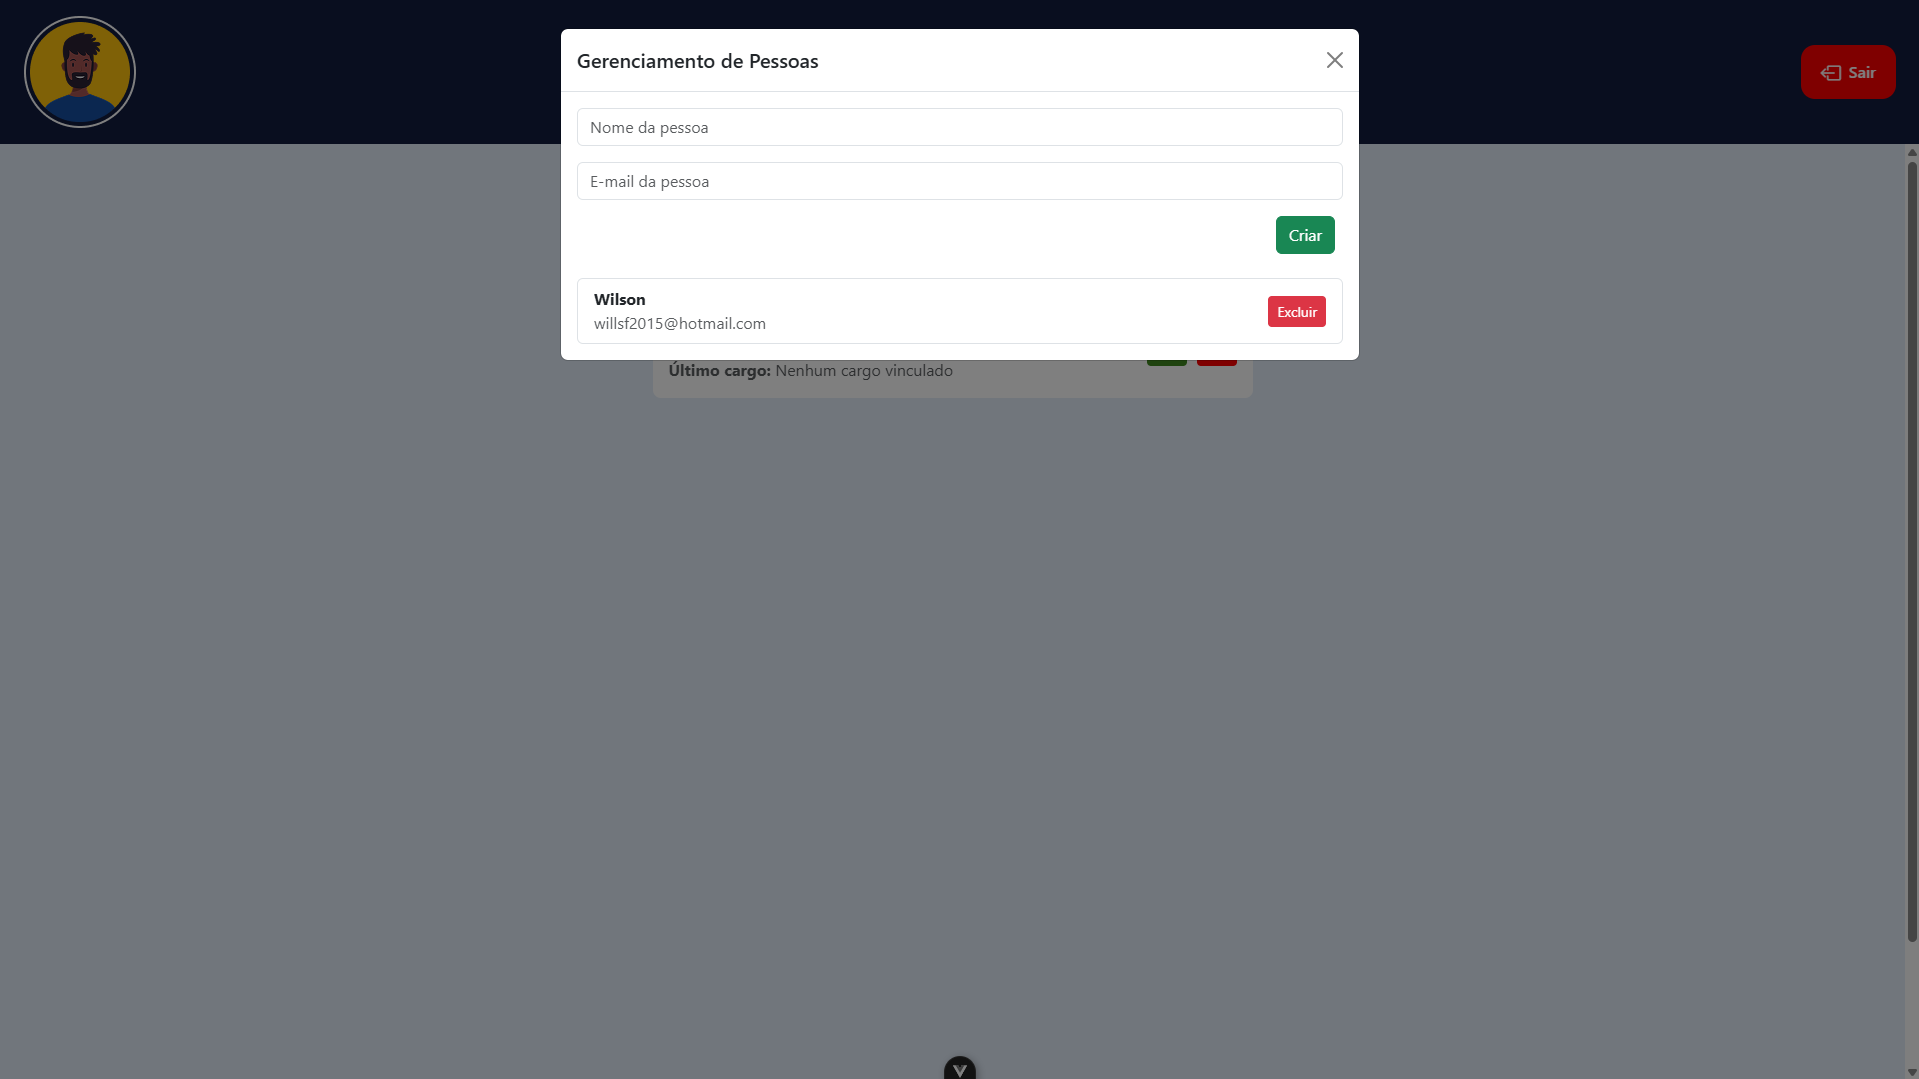 Gerenciamento de Pessoas
Sair
Nome da pessoa
E-mail da pessoa
Criar
Wilson
willsf2015@hotmail.com
Excluir
Último cargo: Nenhum cargo vinculado